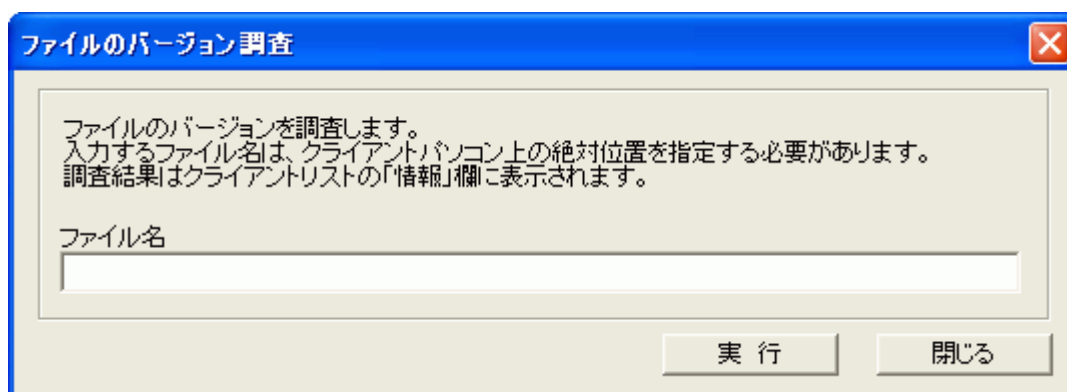 ファイルのバージョン調査
ファイルのバージョンを調査します。
入力するファイル名は、クライアントパソコン上の絶対位置を指定する必要があります。
調査結果はクライアントリストの「情報」欄に表示されます。
ファイル名
実 行
閉じる